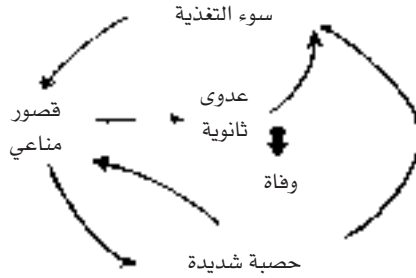 سوء التغذية
عدوى
ثانوية
قصور
مناعي
وفاة
حصبة شديدة